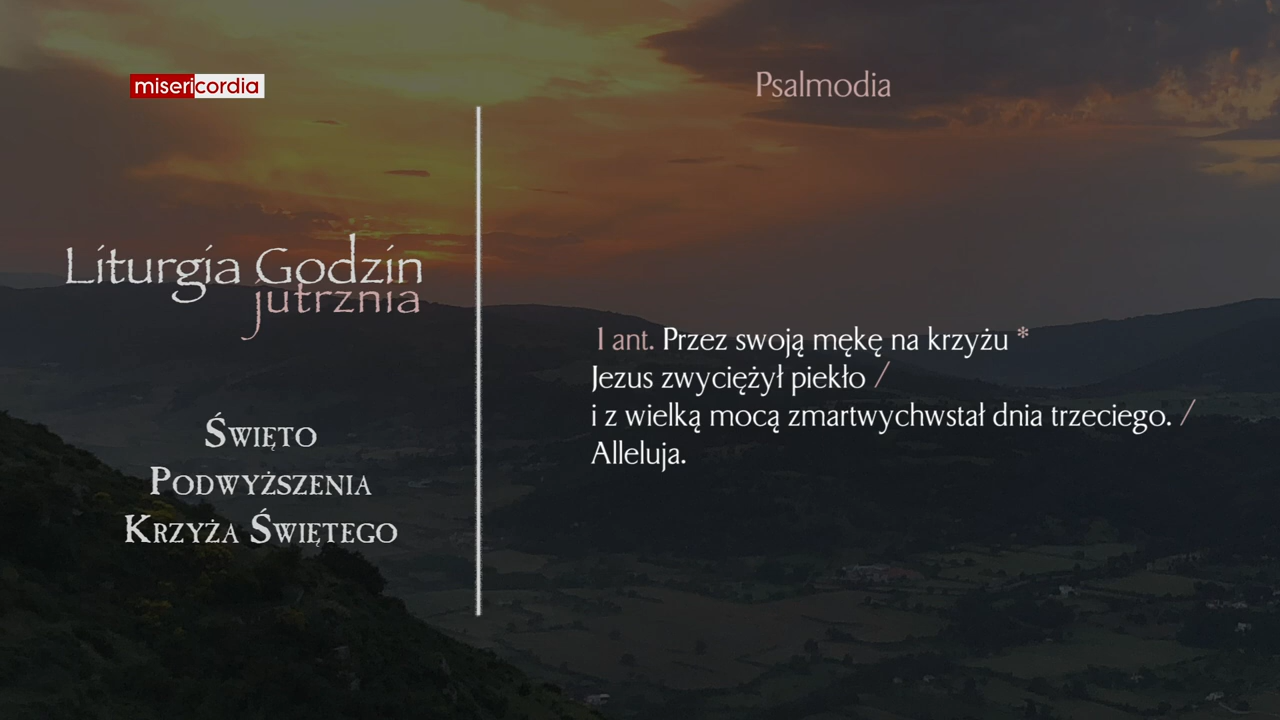 misericordia
Psalmodia
Liturgia Godzin
jutrznia
1 ant. Przez swoją mękę na krzyżu *
Jezus zwyciężył piekło /
i z wielką mocą zmartwychwstał dnia trzeciego. /
Alleluja.
Święto
Podwyższenia
Krzyża Świętego